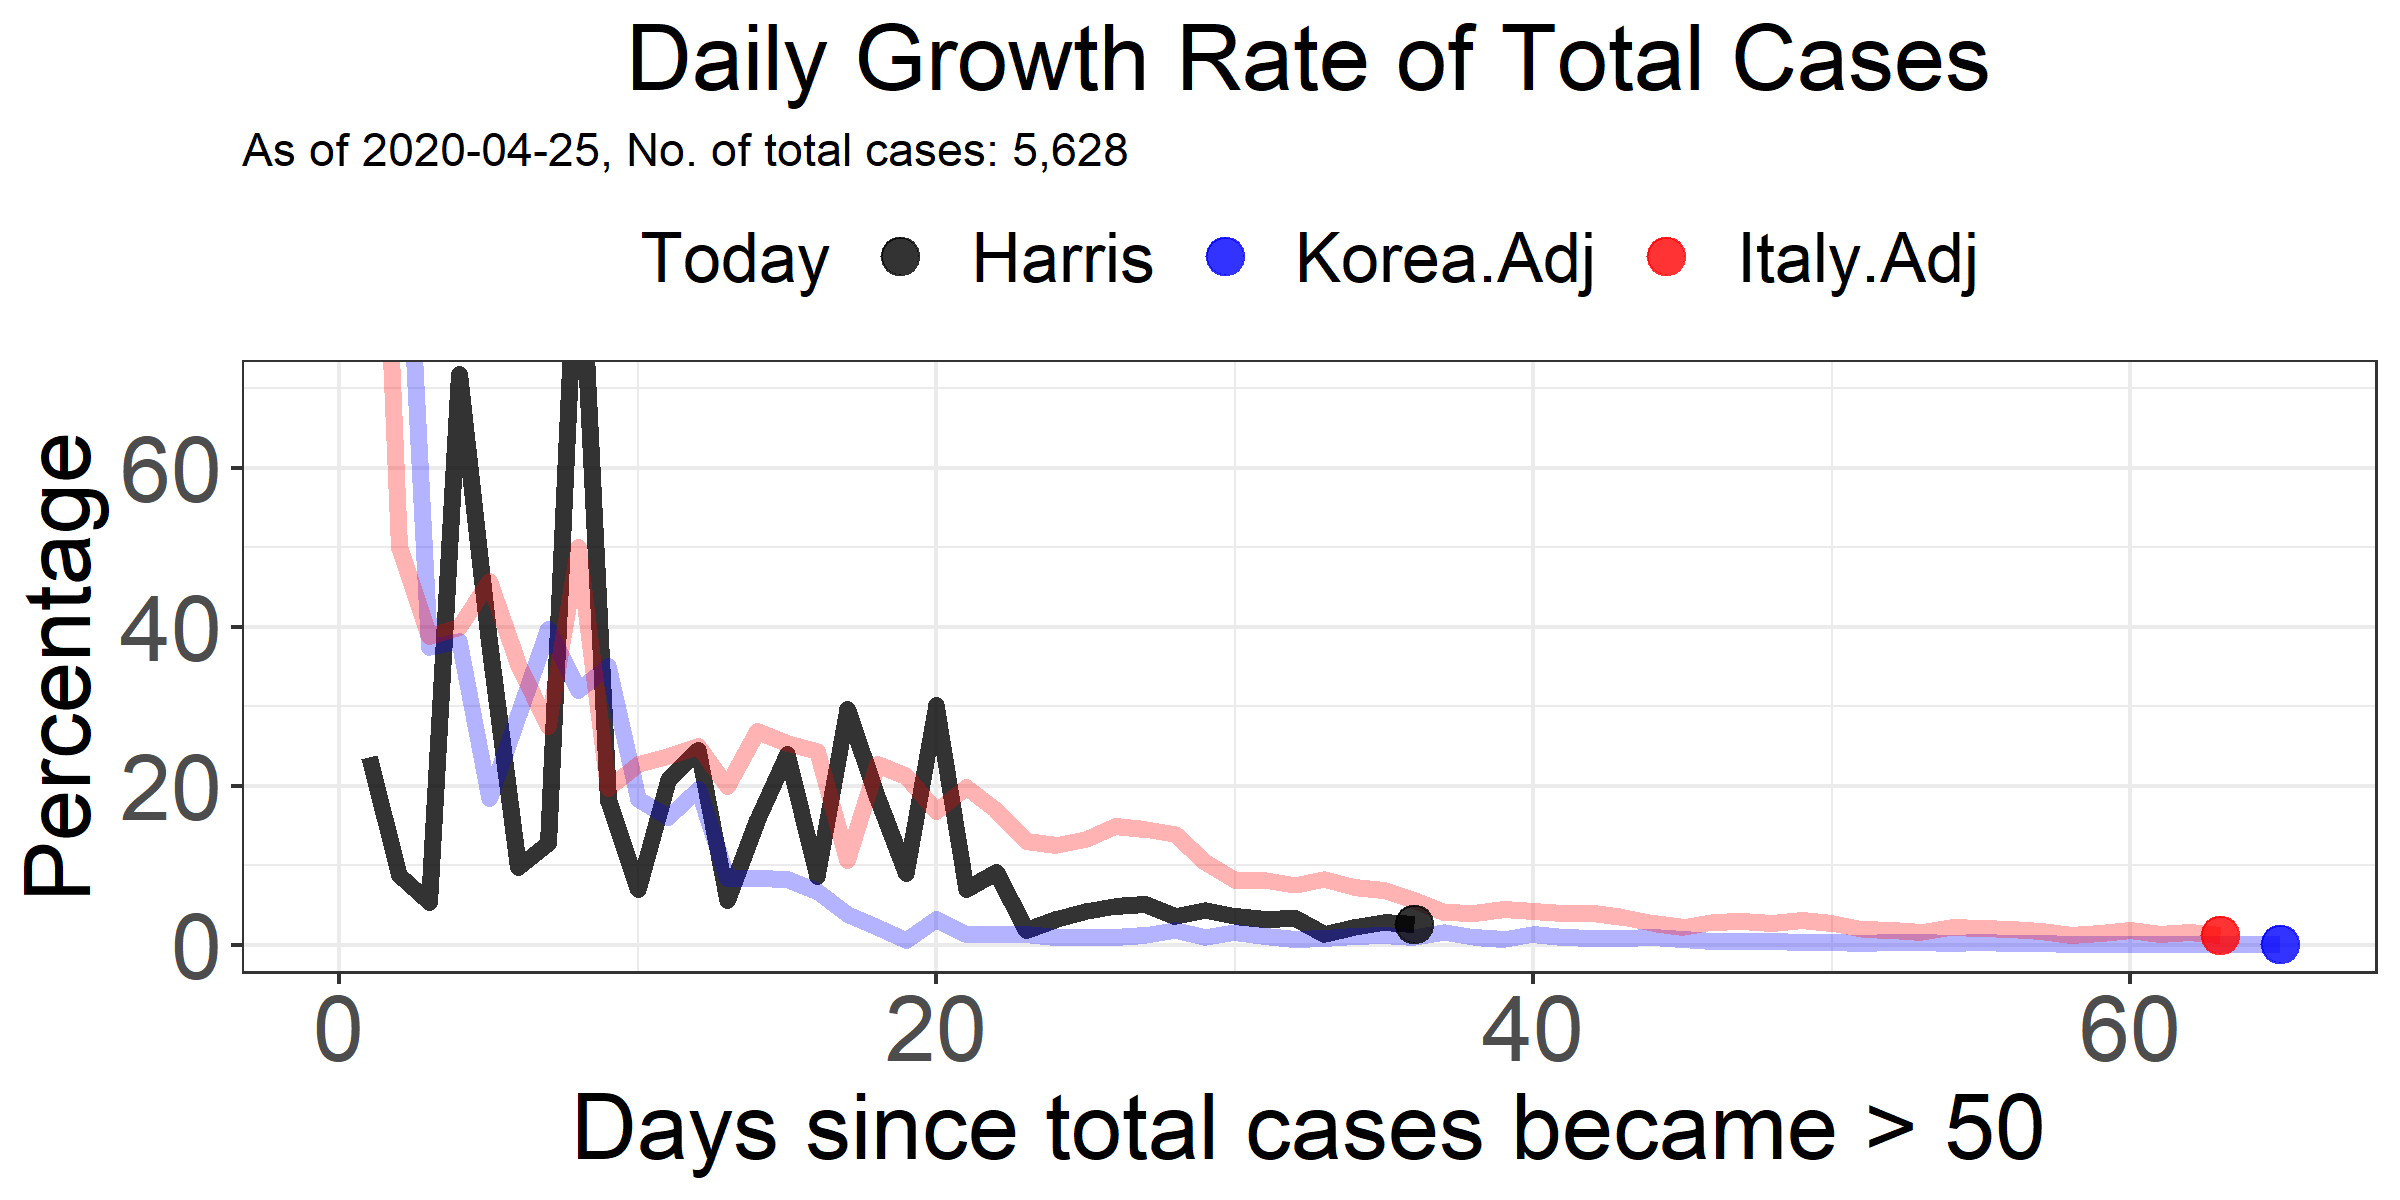 Daily Growth Rate of Total Cases
As of 2020-04-25, No. of total cases: 5,628
Today Harris Korea.Adj Italy.Adj
Percentage
60
40
20
0
0 20 40 60
Days since total cases became > 50